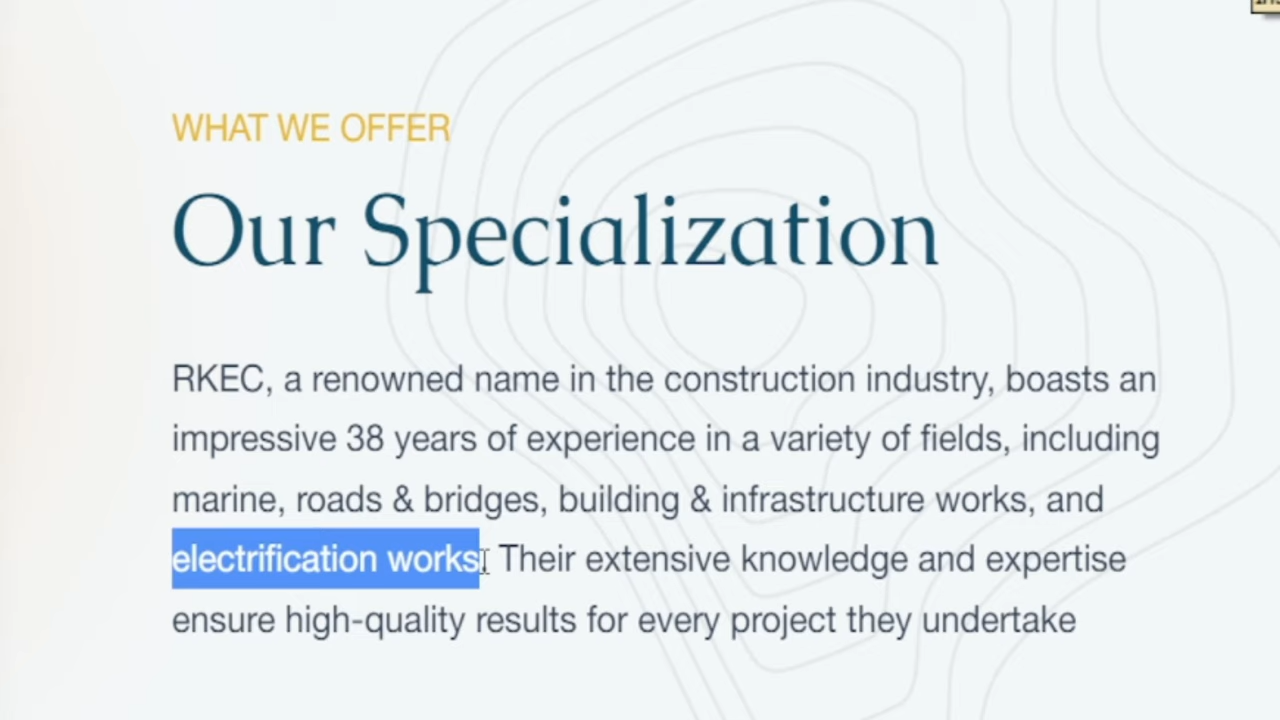 WHAT WE OFFER
Our Specialization
RKEC, a renowned name in the construction industry, boasts an
impressive 38 years of experience in a variety of fields, including
marine, roads & bridges, building & infrastructure works, and
electrification works. Their extensive knowledge and expertise
ensure high-quality results for every project they undertake